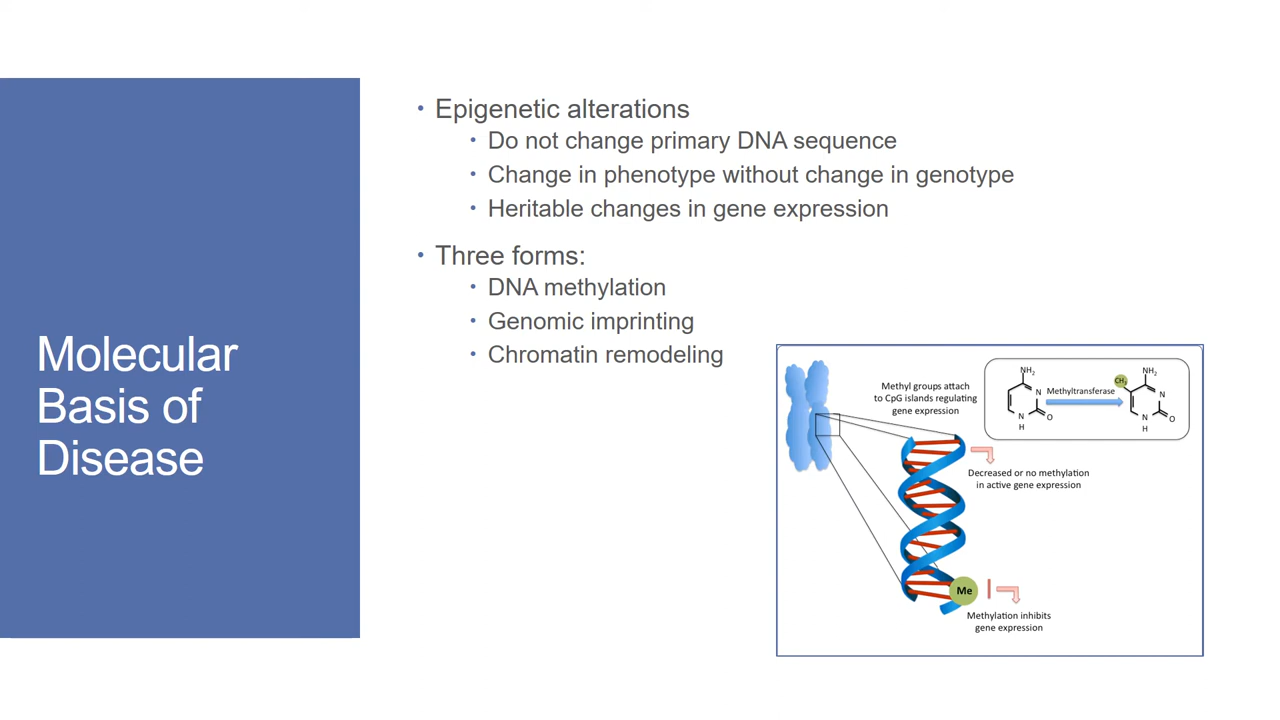 Molecular
Basis of
Disease
• Epigenetic alterations
• Do not change primary DNA sequence
• Change in phenotype without change in genotype
• Heritable changes in gene expression
• Three forms:
• DNA methylation
• Genomic imprinting
• Chromatin remodeling
Methyl groups attach
to CpG islands regulating
gene expression
NH₂
N
N
H
O
Methyltransferase
CH₃
NH₂
N
N
H
O
Decreased or no methylation
in active gene expression
Me
Methylation inhibits
gene expression